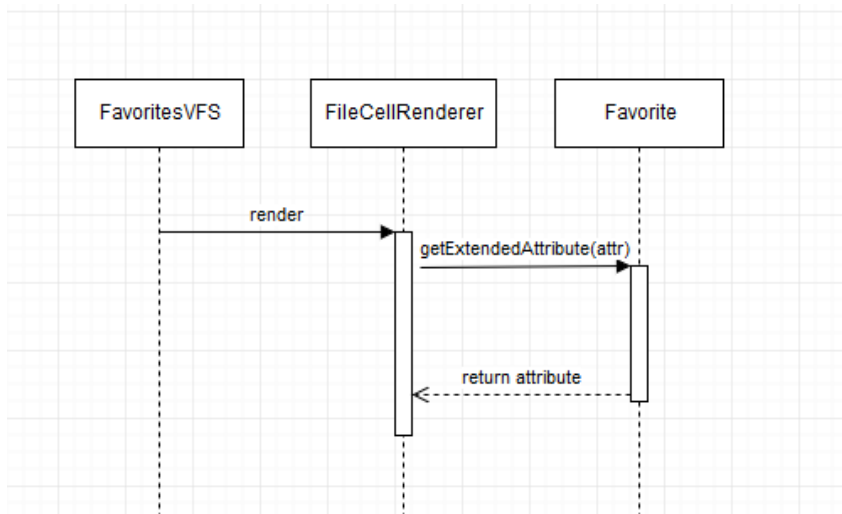 FavoritesVFS
FileCellRenderer
Favorite
render
getExtendedAttribute(attr)
return attribute